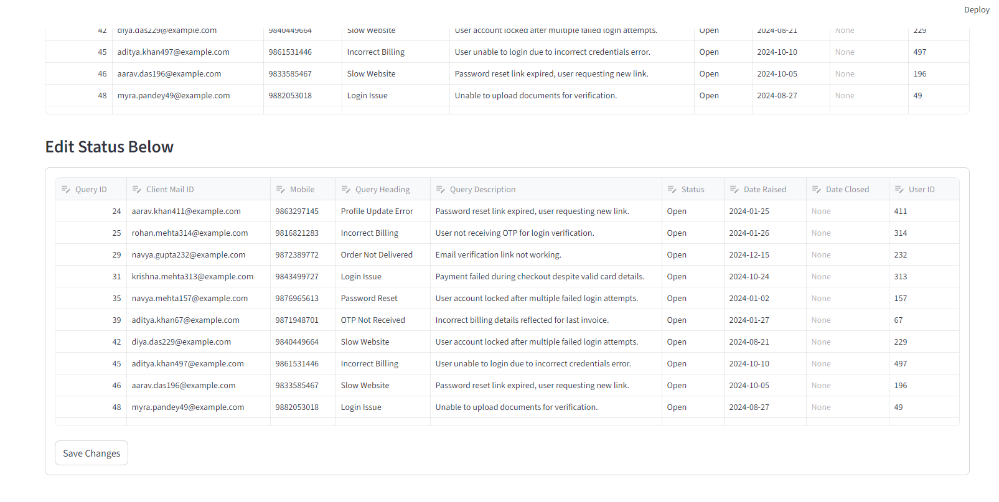 Deploy
42 diya.das229@example.com 9840449664 Slow Website User account locked after multiple failed login attempts. Open 2024-08-21 None 229
45 aditya.khan497@example.com 9861531446 Incorrect Billing User unable to login due to incorrect credentials error. Open 2024-10-10 None 497
46 aarav.das196@example.com 9833585467 Slow Website Password reset link expired, user requesting new link. Open 2024-10-05 None 196
48 myra.pandey49@example.com 9882053018 Login Issue Unable to upload documents for verification. Open 2024-08-27 None 49
Edit Status Below
Query ID Client Mail ID Mobile Query Heading Query Description Status Date Raised Date Closed User ID
24 aarav.khan411@example.com 9863297145 Profile Update Error Password reset link expired, user requesting new link. Open 2024-01-25 None 411
25 rohan.mehta314@example.com 9816821283 Incorrect Billing User not receiving OTP for login verification. Open 2024-01-26 None 314
29 navya.gupta232@example.com 9872389772 Order Not Delivered Email verification link not working. Open 2024-12-15 None 232
31 krishna.mehta313@example.com 9843499727 Login Issue Payment failed during checkout despite valid card details. Open 2024-10-24 None 313
35 navya.mehta157@example.com 9876965613 Password Reset User account locked after multiple failed login attempts. Open 2024-01-02 None 157
39 aditya.khan67@example.com 9871948701 OTP Not Received Incorrect billing details reflected for last invoice. Open 2024-01-27 None 67
42 diya.das229@example.com 9840449664 Slow Website User account locked after multiple failed login attempts. Open 2024-08-21 None 229
45 aditya.khan497@example.com 9861531446 Incorrect Billing User unable to login due to incorrect credentials error. Open 2024-10-10 None 497
46 aarav.das196@example.com 9833585467 Slow Website Password reset link expired, user requesting new link. Open 2024-10-05 None 196
48 myra.pandey49@example.com 9882053018 Login Issue Unable to upload documents for verification. Open 2024-08-27 None 49
Save Changes